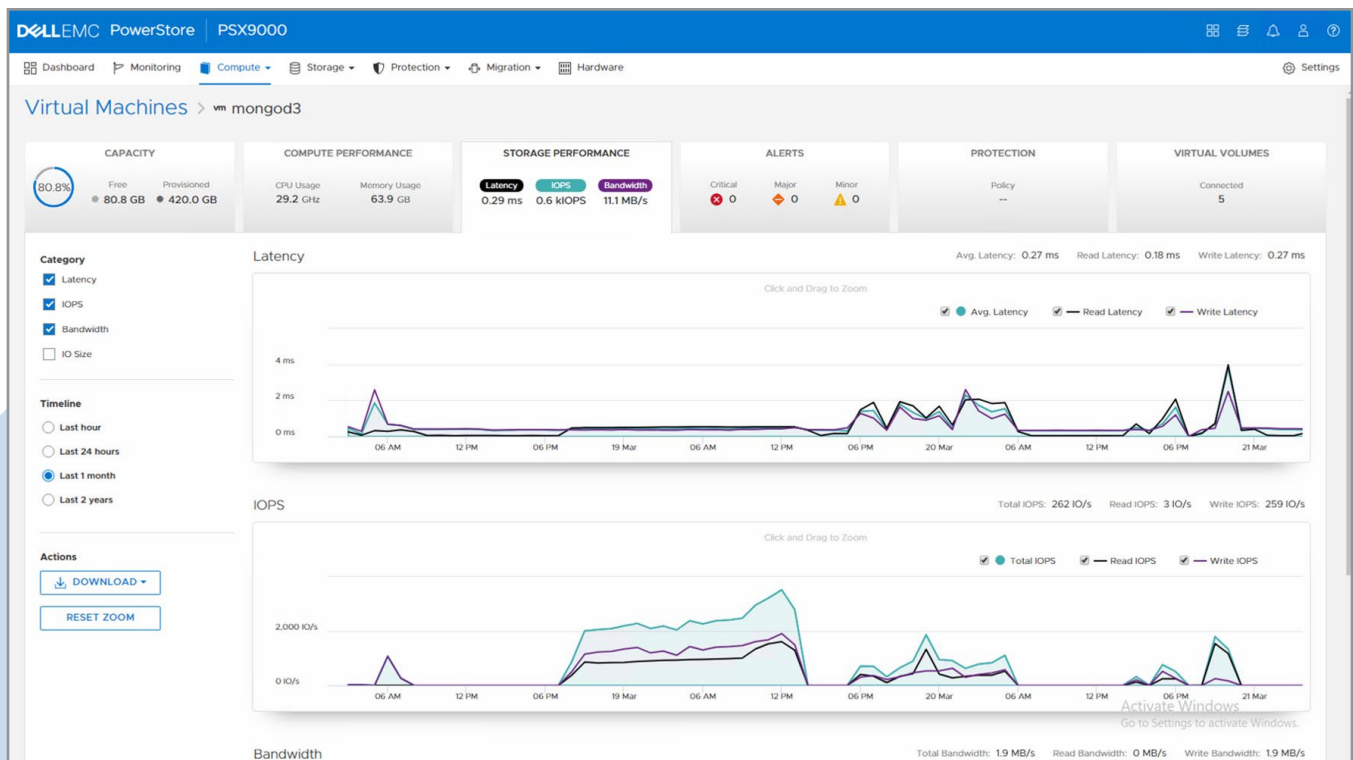 DELLEMC PowerStore | PSX9000
Dashboard Monitoring Compute Storage Protection Migration Hardware Settings
Virtual Machines > vm mongod3
CAPACITY
80.8%
Free Provisioned
80.8 GB 420.0 GB
COMPUTE PERFORMANCE
CPU Usage Memory Usage
29.2 GHz 63.9 GB
STORAGE PERFORMANCE
Latency IOPS Bandwidth
0.29 ms 0.6 kIOPS 11.1 MB/s
ALERTS
Critical Major Minor
0 0 0
PROTECTION
Policy
--
VIRTUAL VOLUMES
Connected
5
Category
Latency
IOPS
Bandwidth
IO Size
Timeline
Last hour
Last 24 hours
Last 1 month
Last 2 years
Actions
DOWNLOAD
RESET ZOOM
Latency
Avg. Latency: 0.27 ms Read Latency: 0.18 ms Write Latency: 0.27 ms
Click and Drag to Zoom
Avg. Latency Read Latency Write Latency
4 ms
2 ms
0 ms
06 AM 12 PM 06 PM 19 Mar 06 AM 12 PM 06 PM 20 Mar 06 AM 12 PM 06 PM 21 Mar
IOPS
Total IOPS: 262 IO/s Read IOPS: 3 IO/s Write IOPS: 259 IO/s
Click and Drag to Zoom
Total IOPS Read IOPS Write IOPS
2,000 IO/s
0 IO/s
06 AM 12 PM 06 PM 19 Mar 06 AM 12 PM 06 PM 20 Mar 06 AM 12 PM 06 PM 21 Mar
Activate Windows
Go to Settings to activate Windows.
Bandwidth
Total Bandwidth: 1.9 MB/s Read Bandwidth: 0 MB/s Write Bandwidth: 1.9 MB/s